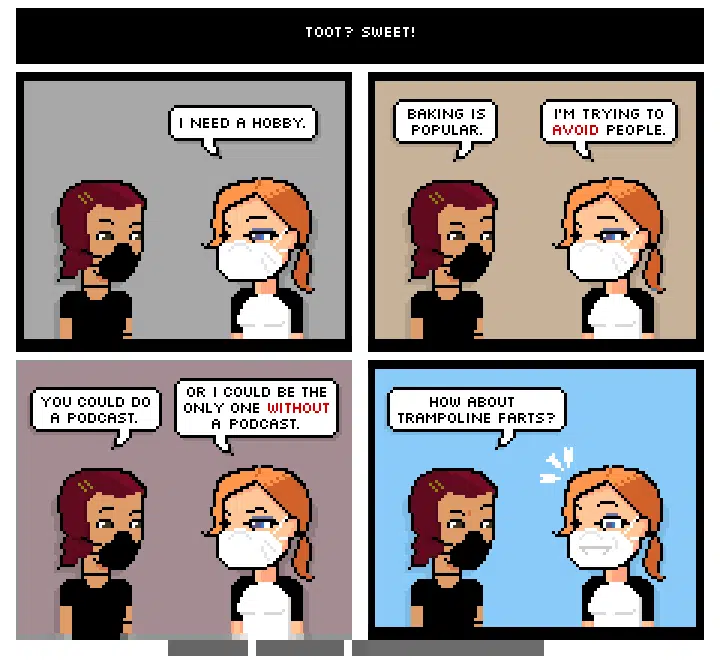 TOOT? SWEET!
I NEED A HOBBY.
BAKING IS
POPULAR.
I'M TRYING TO
AVOID PEOPLE.
YOU COULD DO
A PODCAST.
OR I COULD BE THE
ONLY ONE WITHOUT
A PODCAST.
HOW ABOUT
TRAMPOLINE FARTS?